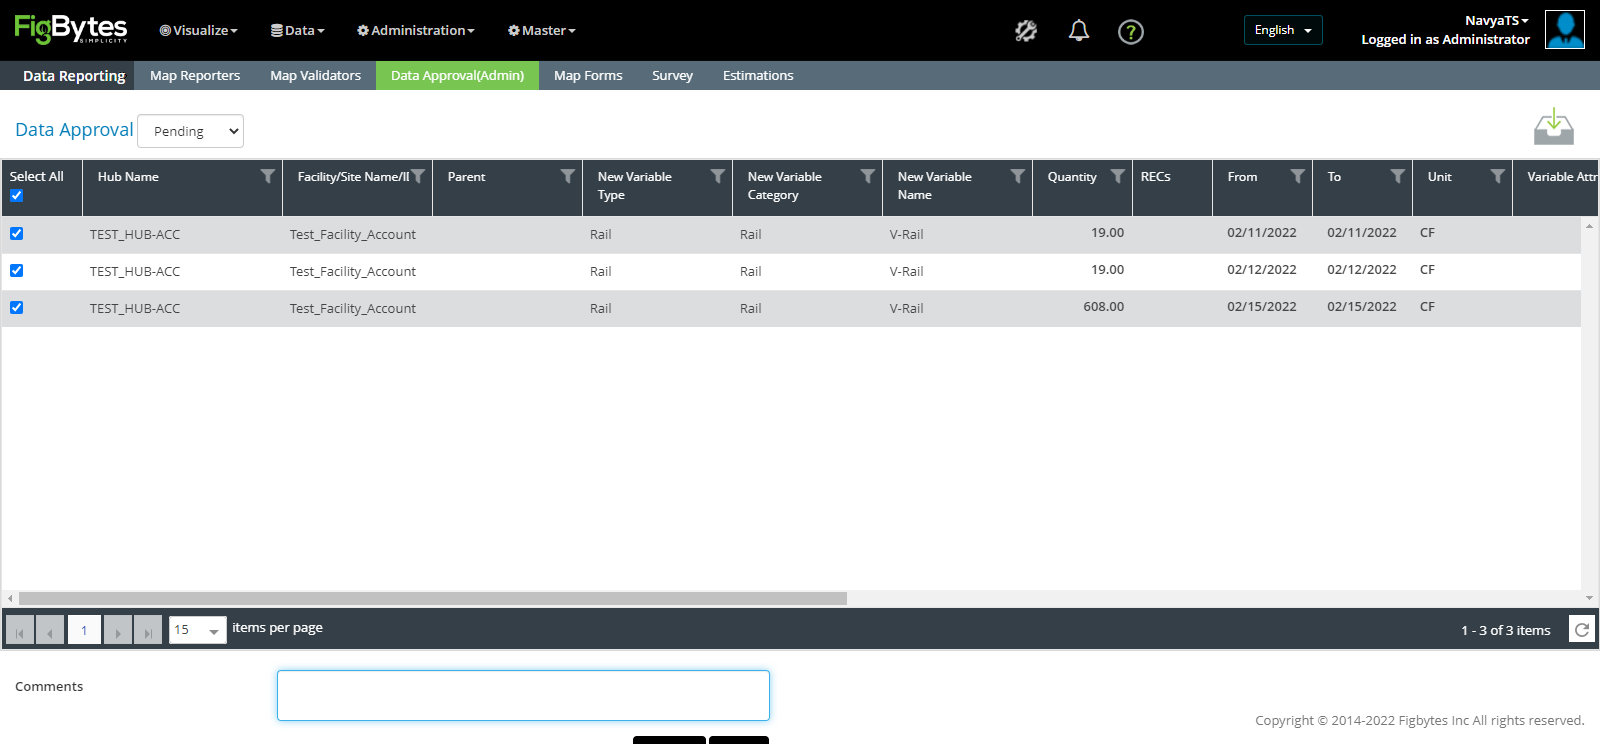 FigBytes
SIMPLICITY
Visualize
Data
Administration
Master
?
English
NavyaTS
Logged in as Administrator
Data Reporting
Map Reporters
Map Validators
Data Approval(Admin)
Map Forms
Survey
Estimations
Data Approval
Pending
Select All
Hub Name
Facility/Site Name/II
Parent
New Variable
Type
New Variable
Category
New Variable
Name
Quantity
RECs
From
To
Unit
Variable Attr
TEST_HUB-ACC Test_Facility_Account Rail Rail V-Rail 19.00 02/11/2022 02/11/2022 CF
TEST_HUB-ACC Test_Facility_Account Rail Rail V-Rail 19.00 02/12/2022 02/12/2022 CF
TEST_HUB-ACC Test_Facility_Account Rail Rail V-Rail 608.00 02/15/2022 02/15/2022 CF
1
15
items per page
1 - 3 of 3 items
Comments
Copyright © 2014-2022 Figbytes Inc All rights reserved.